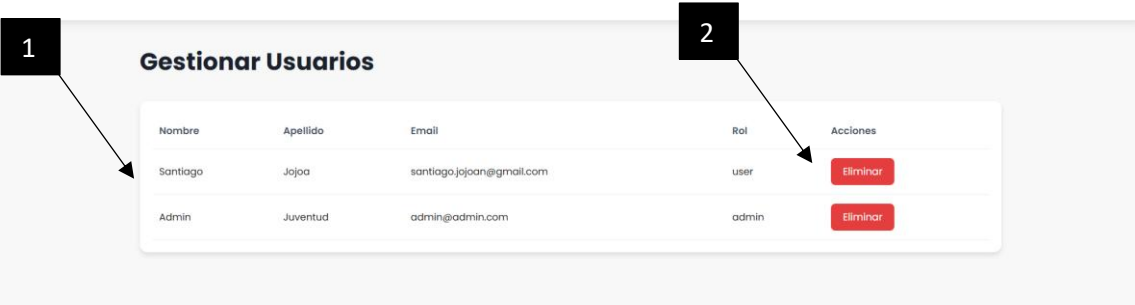 1
2
Gestionar Usuarios
Nombre Apellido Email Rol Acciones
Santiago Jojoa santiago.jojoan@gmail.com user Eliminar
Admin Juventud admin@admin.com admin Eliminar